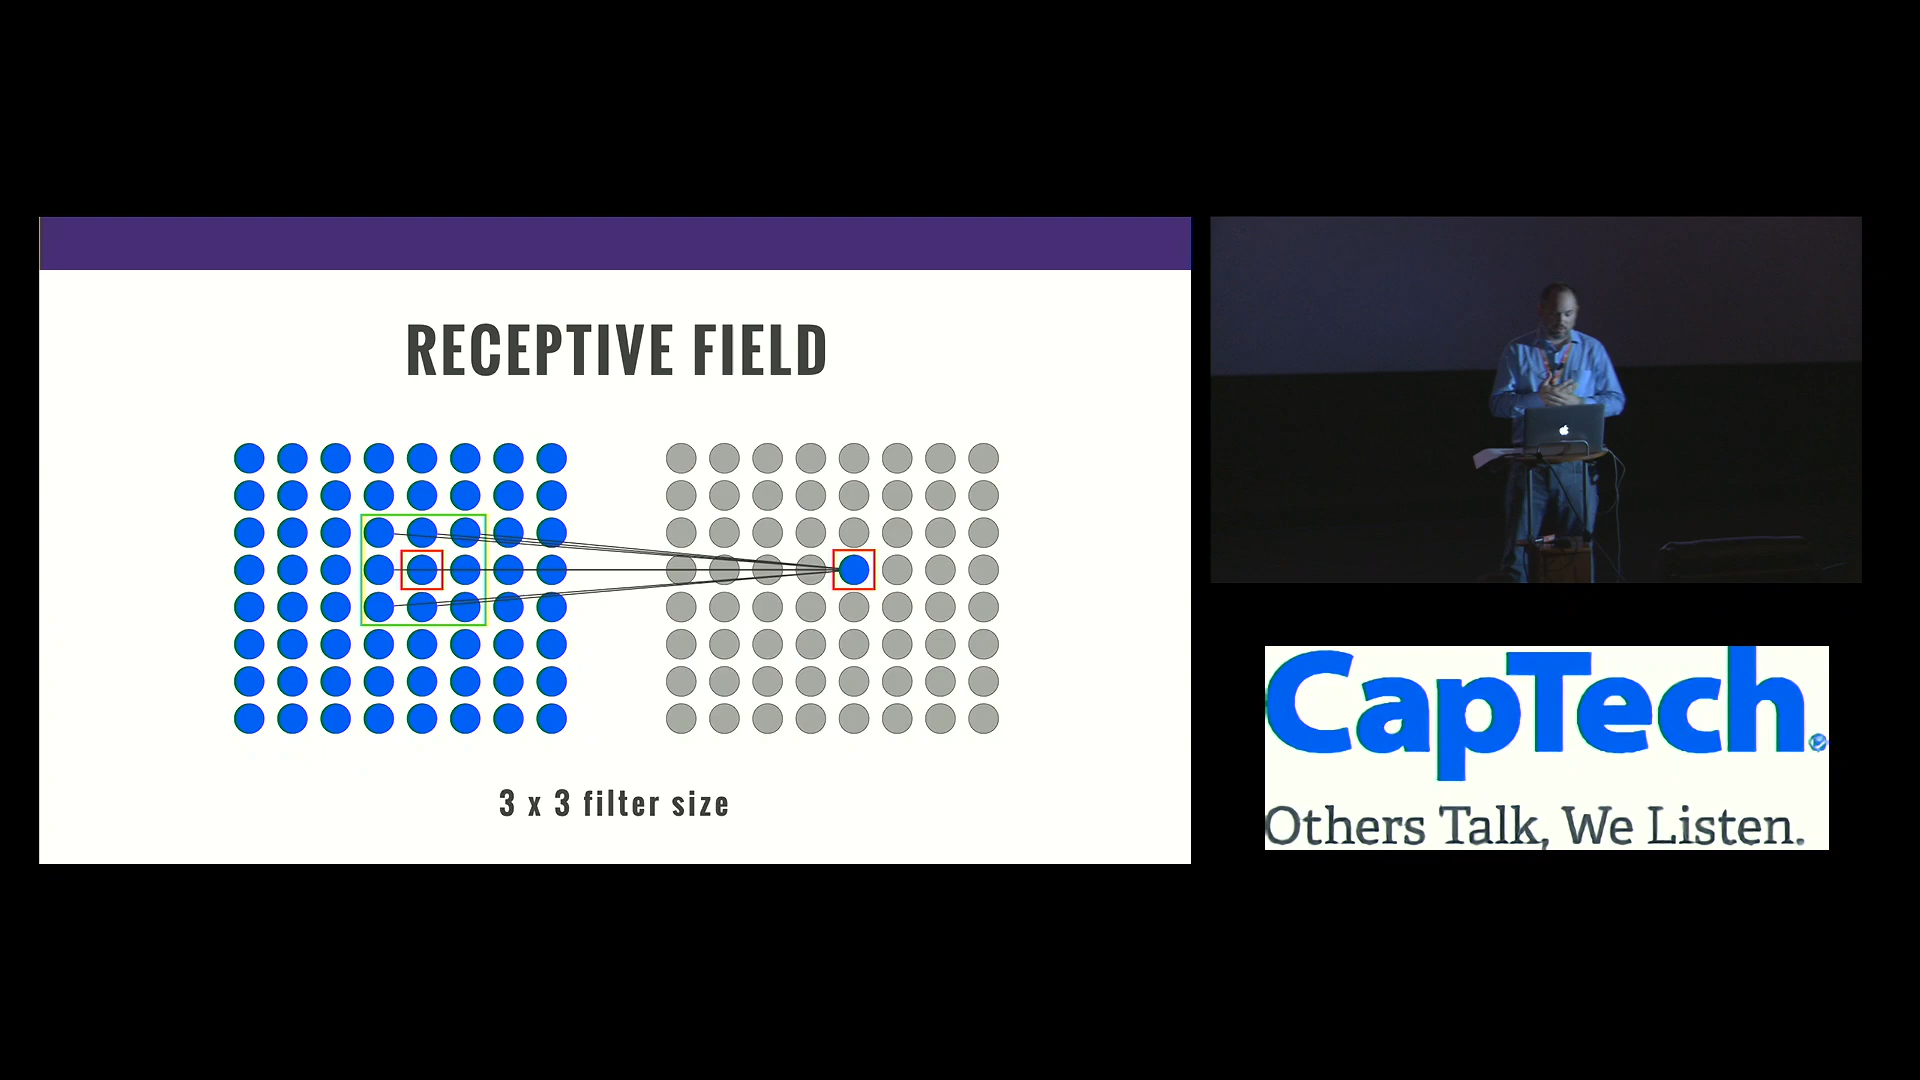 RECEPTIVE FIELD
3 x 3 filter size
CapTech
Others Talk, We Listen.